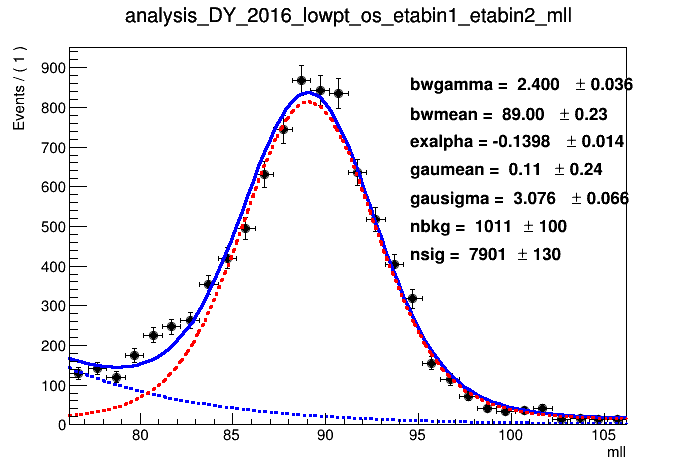 analysis_DY_2016_lowpt_os_etabin1_etabin2_mll
Events / ( 1 )
900
800
700
600
500
400
300
200
100
0
bwgamma = 2.400 ± 0.036
bwmean = 89.00 ± 0.23
exalpha = -0.1398 ± 0.014
gaumean = 0.11 ± 0.24
gausigma = 3.076 ± 0.066
nbkg = 1011 ± 100
nsig = 7901 ± 130
80 85 90 95 100 105
mll